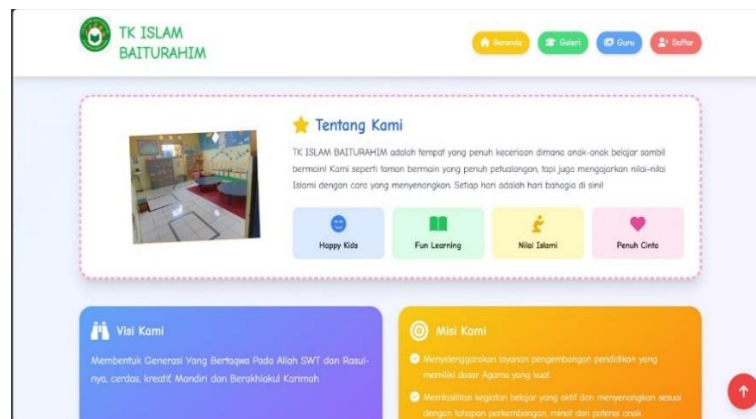 TK ISLAM
BAITURAHIM
Beranda
Galeri
Guru
Daftar
Tentang Kami
TK ISLAM BAITURAHIM adalah tempat yang penuh keceriaan dimana anak-anak belajar sambil
bermain! Kami seperti taman bermain yang penuh petualangan, tapi juga mengajarkan nilai-nilai
Islami dengan cara yang menyenangkan. Setiap hari adalah hari bahagia di sini!
Happy Kids
Fun Learning
Nilai Islami
Penuh Cinta
Visi Kami
Membentuk Generasi Yang Bertaqwa Pada Allah SWT dan Rasul-
nya, cerdas, kreatif, Mandiri dan Berakhlakul Karimah
Misi Kami
Menyelenggarakan layanan pengembangan pendidikan yang
memiliki dasar Agama yang kuat.
Memfasilitasi kegiatan belajar yang aktif dan menyenangkan sesuai
dengan tahapan perkembangan, minat dan potensi anak.